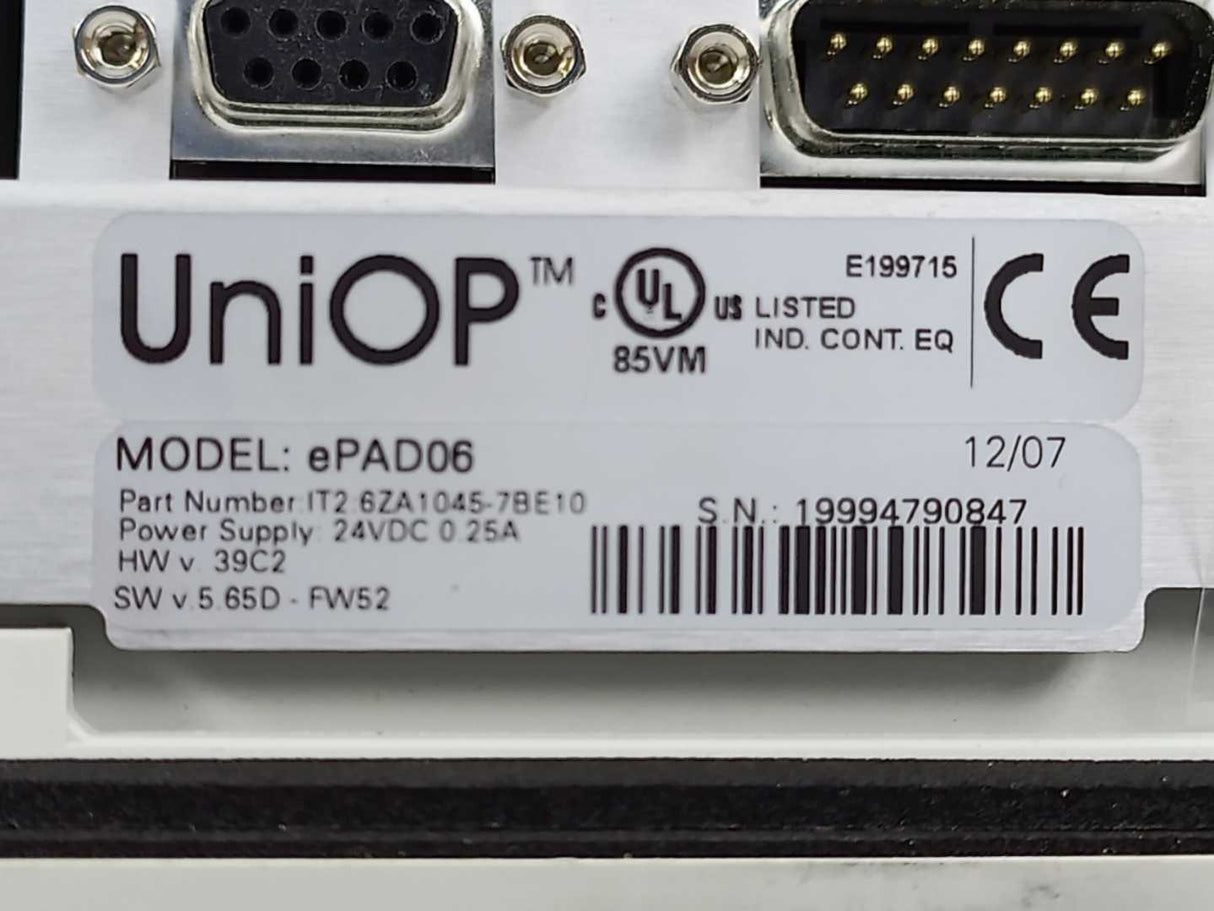 UniOP™
C UL US
85VM
E199715
LISTED
IND. CONT. EQ
CE
MODEL: ePAD06
12/07
Part Number:IT2.6ZA1045-7BE10
Power Supply: 24VDC 0.25A
HW v. 39C2
SW v.5.65D - FW52
S.N.: 19994790847